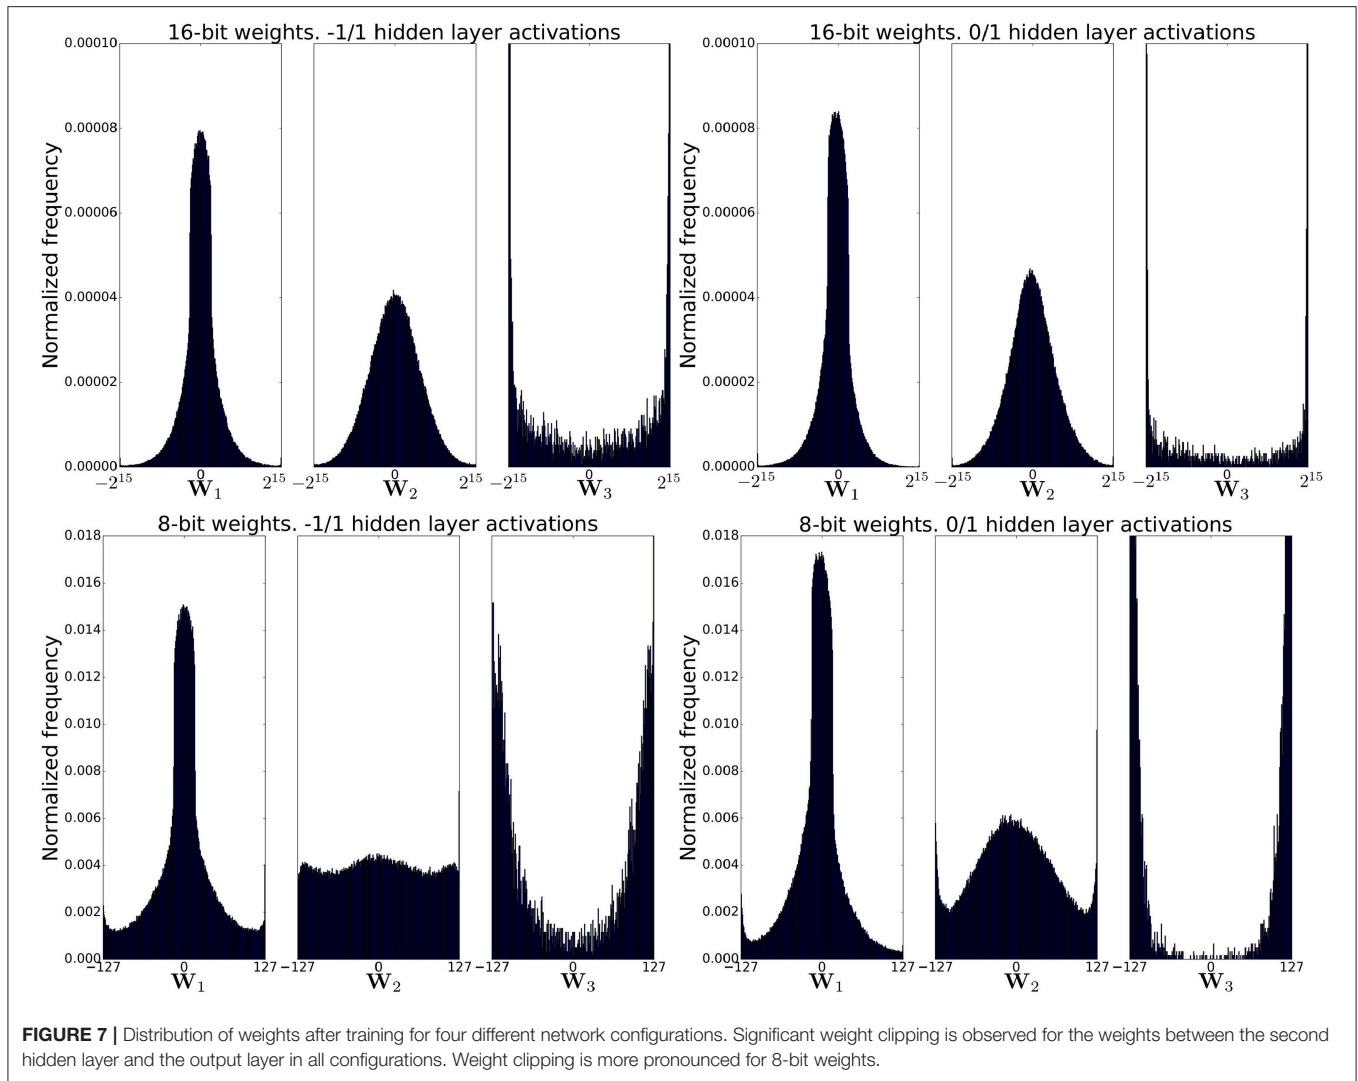 16-bit weights. -1/1 hidden layer activations
0.00010
0.00008
0.00006
0.00004
0.00002
0.00000
Normalized frequency
−2^15 0 2^15
W1
−2^15 0 2^15
W2
−2^15 0 2^15
W3
16-bit weights. 0/1 hidden layer activations
0.00010
0.00008
0.00006
0.00004
0.00002
0.00000
Normalized frequency
−2^15 0 2^15
W1
−2^15 0 2^15
W2
−2^15 0 2^15
W3
8-bit weights. -1/1 hidden layer activations
0.018
0.016
0.014
0.012
0.010
0.008
0.006
0.004
0.002
0.000
Normalized frequency
−127 0 127
W1
−127 0 127
W2
−127 0 127
W3
8-bit weights. 0/1 hidden layer activations
0.018
0.016
0.014
0.012
0.010
0.008
0.006
0.004
0.002
0.000
Normalized frequency
−127 0 127
W1
−127 0 127
W2
−127 0 127
W3
FIGURE 7 | Distribution of weights after training for four different network configurations. Significant weight clipping is observed for the weights between the second
hidden layer and the output layer in all configurations. Weight clipping is more pronounced for 8-bit weights.